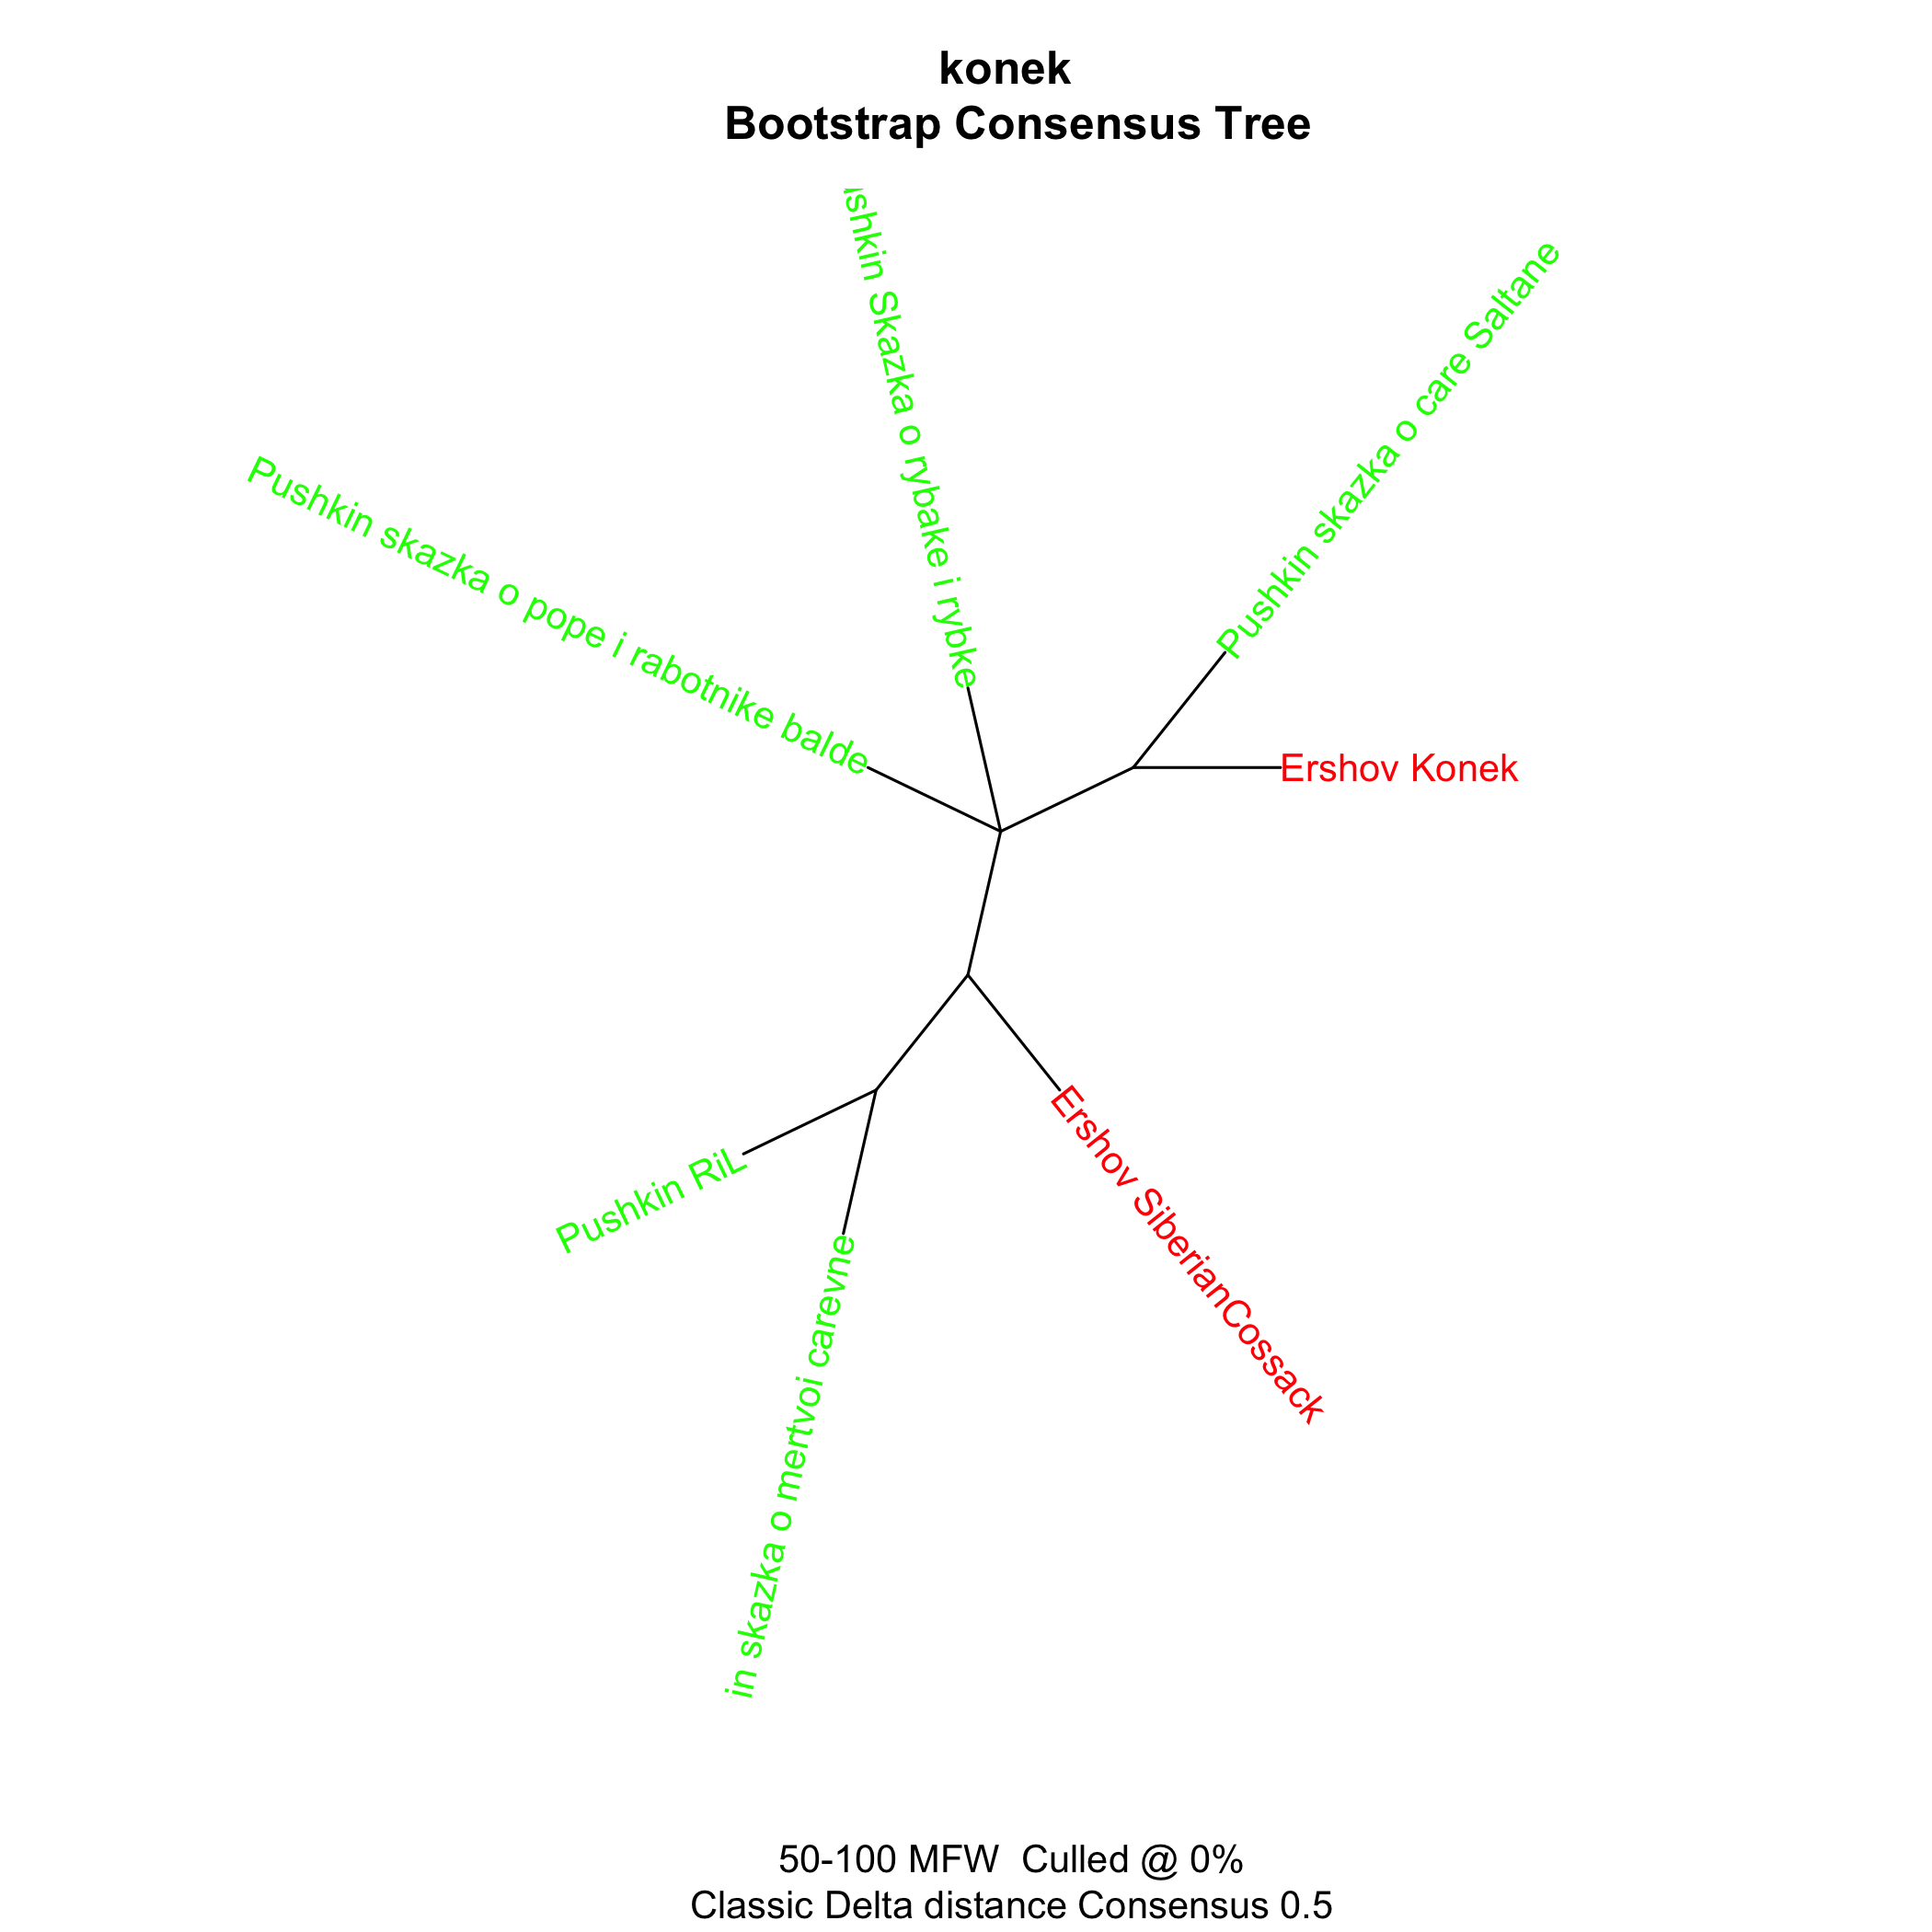 konek
Bootstrap Consensus Tree
shkin Skazka o rybake i rybke
Pushkin skazka o care Saltane
Pushkin skazka o pope i rabotnike balde
Ershov Konek
Ershov SiberianCossack
Pushkin RiL
in skazka o mertvoi carevne
50-100 MFW Culled @ 0%
Classic Delta distance Consensus 0.5